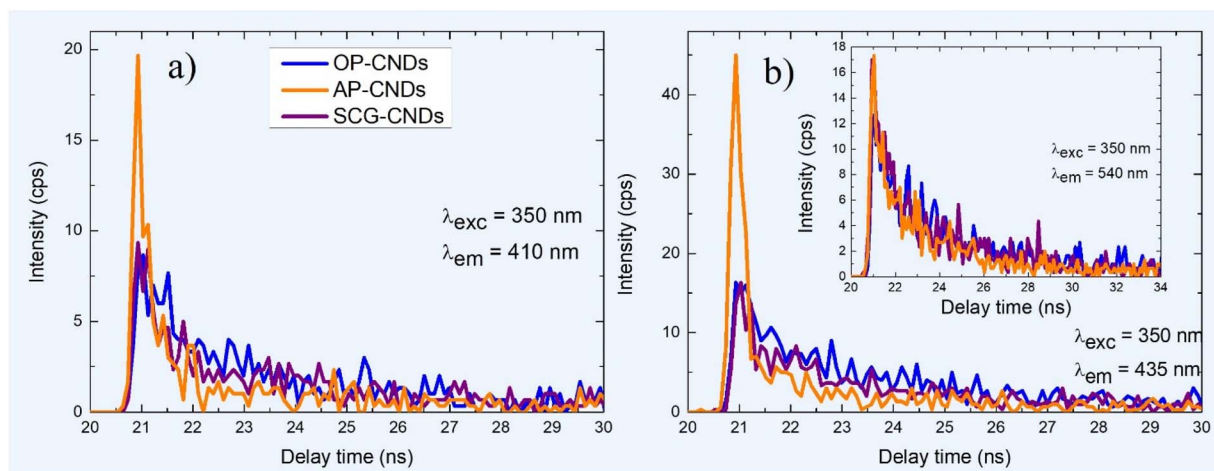 a)
OP-CNDs
AP-CNDs
SCG-CNDs
λexc = 350 nm
λem = 410 nm
Intensity (cps)
20
15
10
5
0
20 21 22 23 24 25 26 27 28 29 30
Delay time (ns)
b)
Intensity (cps)
40
30
20
10
0
20 21 22 23 24 25 26 27 28 29 30
Delay time (ns)
λexc = 350 nm
λem = 435 nm
Intensity (cps)
18
16
14
12
10
8
6
4
2
0
20 22 24 26 28 30 32 34
Delay time (ns)
λexc = 350 nm
λem = 540 nm